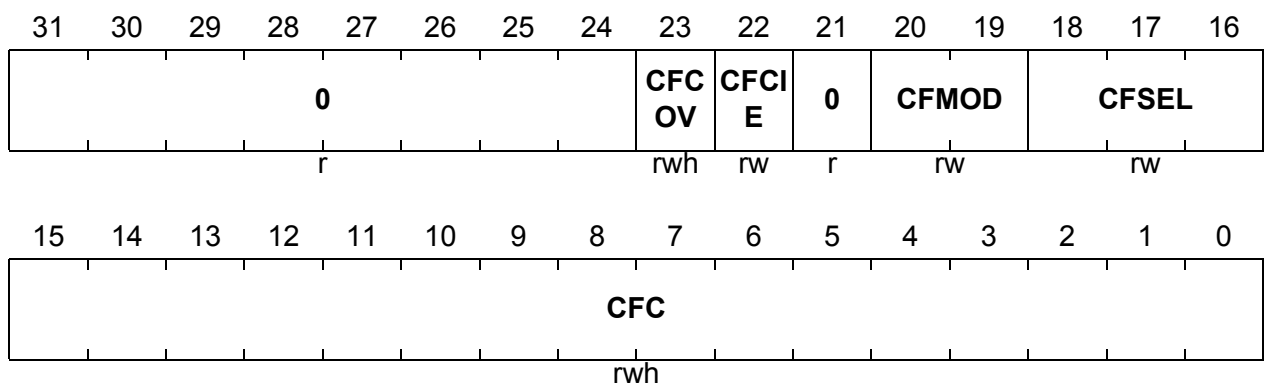 31 30 29 28 27 26 25 24 23 22 21 20 19 18 17 16
0 CFC OV CFCI E 0 CFMOD CFSEL
r rwh rw r rw rw
15 14 13 12 11 10 9 8 7 6 5 4 3 2 1 0
CFC
rwh